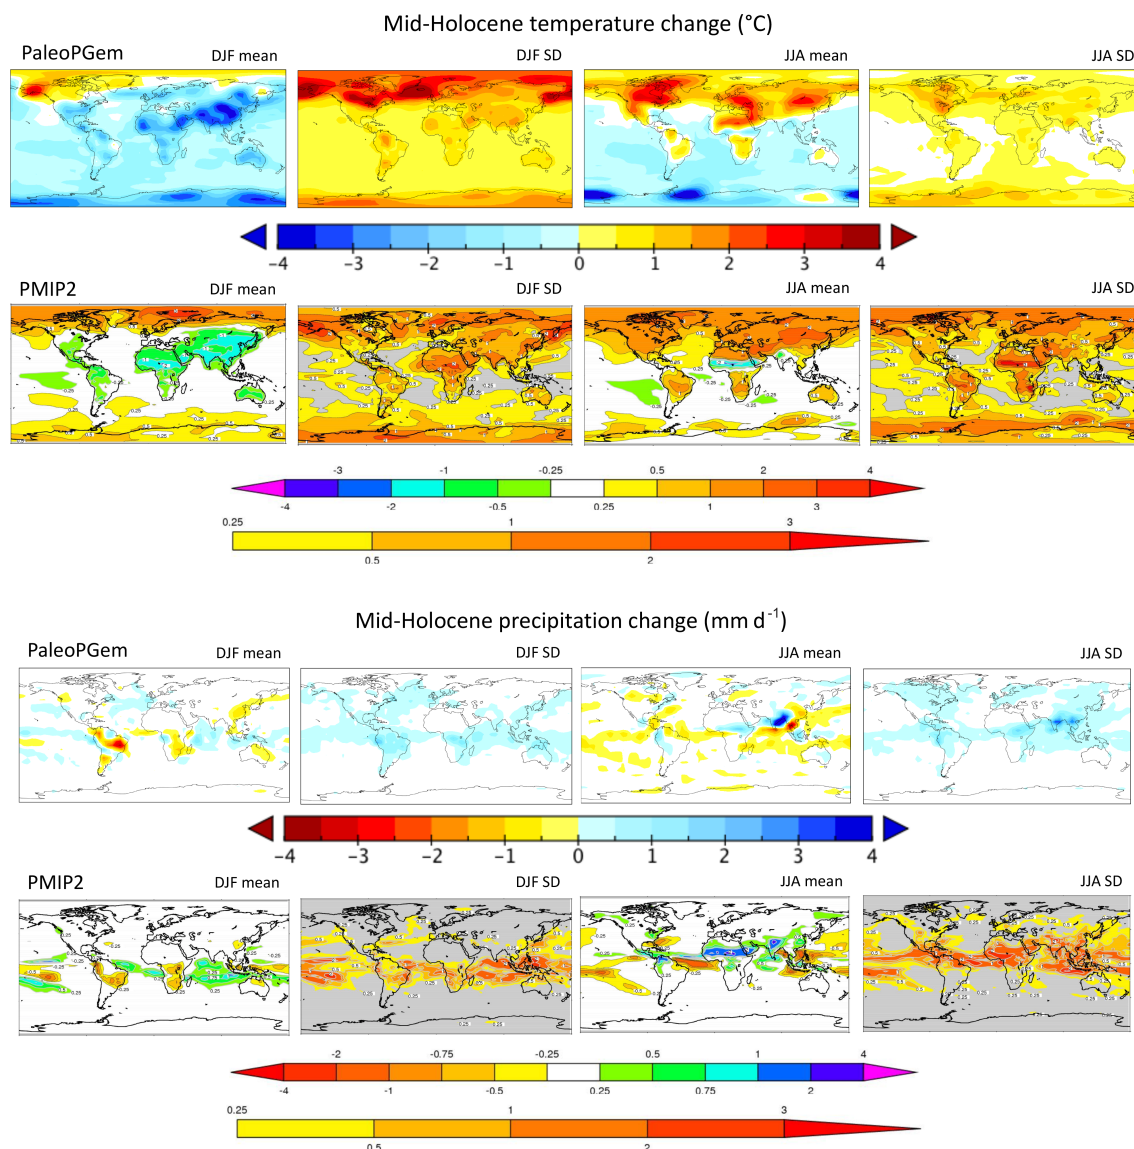 Mid-Holocene temperature change (°C)
PaleoPGem DJF mean DJF SD JJA mean JJA SD
-4 -3 -2 -1 0 1 2 3 4
PMIP2 DJF mean DJF SD JJA mean JJA SD
-3 -1 -0.25 0.5 2 4
-4 -2 -0.5 0.25 1 3
0.25 1 3
0.5 2
Mid-Holocene precipitation change (mm d-1)
PaleoPGem DJF mean DJF SD JJA mean JJA SD
-4 -3 -2 -1 0 1 2 3 4
PMIP2 DJF mean DJF SD JJA mean JJA SD
-2 -0.75 -0.25 0.5 1 4
-4 -1 -0.5 0.25 0.75 2
0.25 1 3
0.5 2